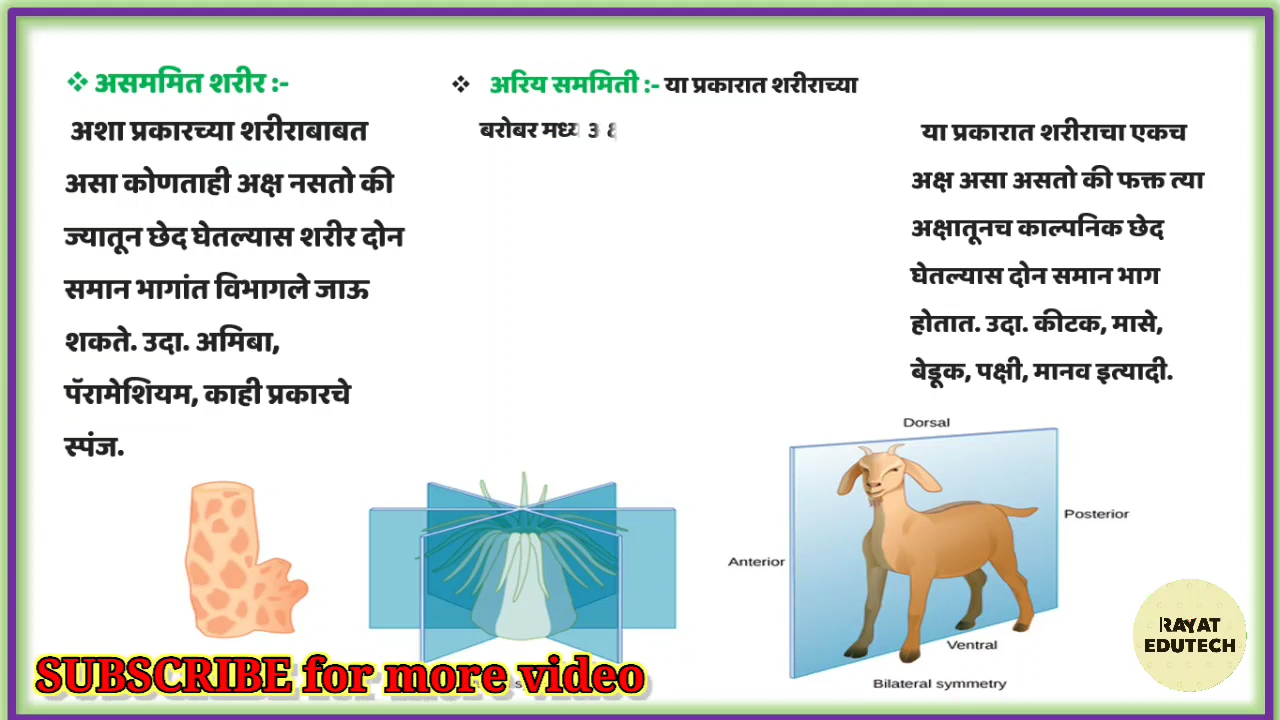 ❖ असममित शरीर :-
अशा प्रकारच्या शरीराबाबत
असा कोणताही अक्ष नसतो की
ज्यातून छेद घेतल्यास शरीर दोन
समान भागांत विभागले जाऊ
शकते. उदा. अमिबा,
पॅरामेशियम, काही प्रकारचे
स्पंज.
❖ अरिय सममिती :- या प्रकारात शरीराच्या
बरोबर मध्य
या प्रकारात शरीराचा एकच
अक्ष असा असतो की फक्त त्या
अक्षातूनच काल्पनिक छेद
घेतल्यास दोन समान भाग
होतात. उदा. कीटक, मासे,
बेडूक, पक्षी, मानव इत्यादी.
Dorsal
Posterior
Anterior
Ventral
Bilateral symmetry
RAYAT
EDUTECH
SUBSCRIBE for more video